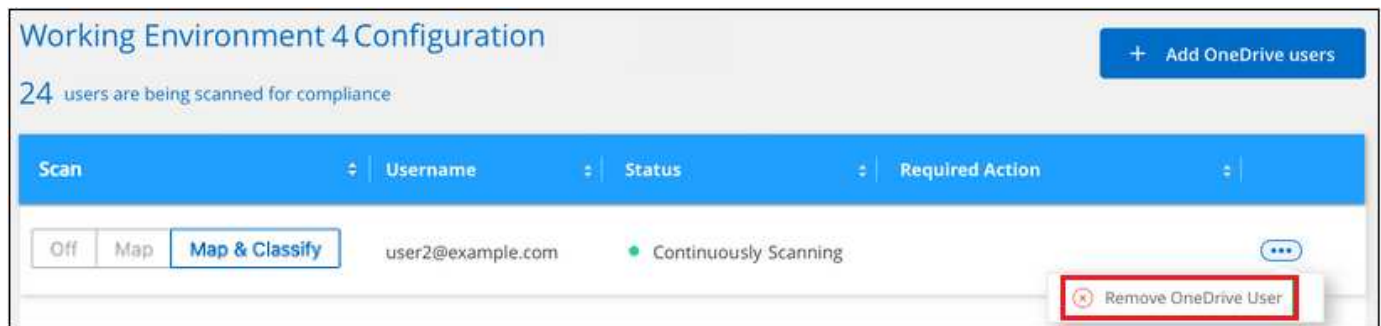 Working Environment 4 Configuration
+ Add OneDrive users
24 users are being scanned for compliance
Scan Username Status Required Action
Off Map Map & Classify user2@example.com Continuously Scanning
Remove OneDrive User